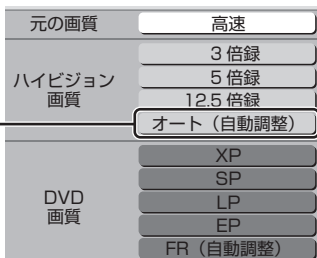 元の画質
高速
ハイビジョン
画質
3 倍録
5 倍録
12.5 倍録
オート（自動調整）
DVD
画質
XP
SP
LP
EP
FR（自動調整）